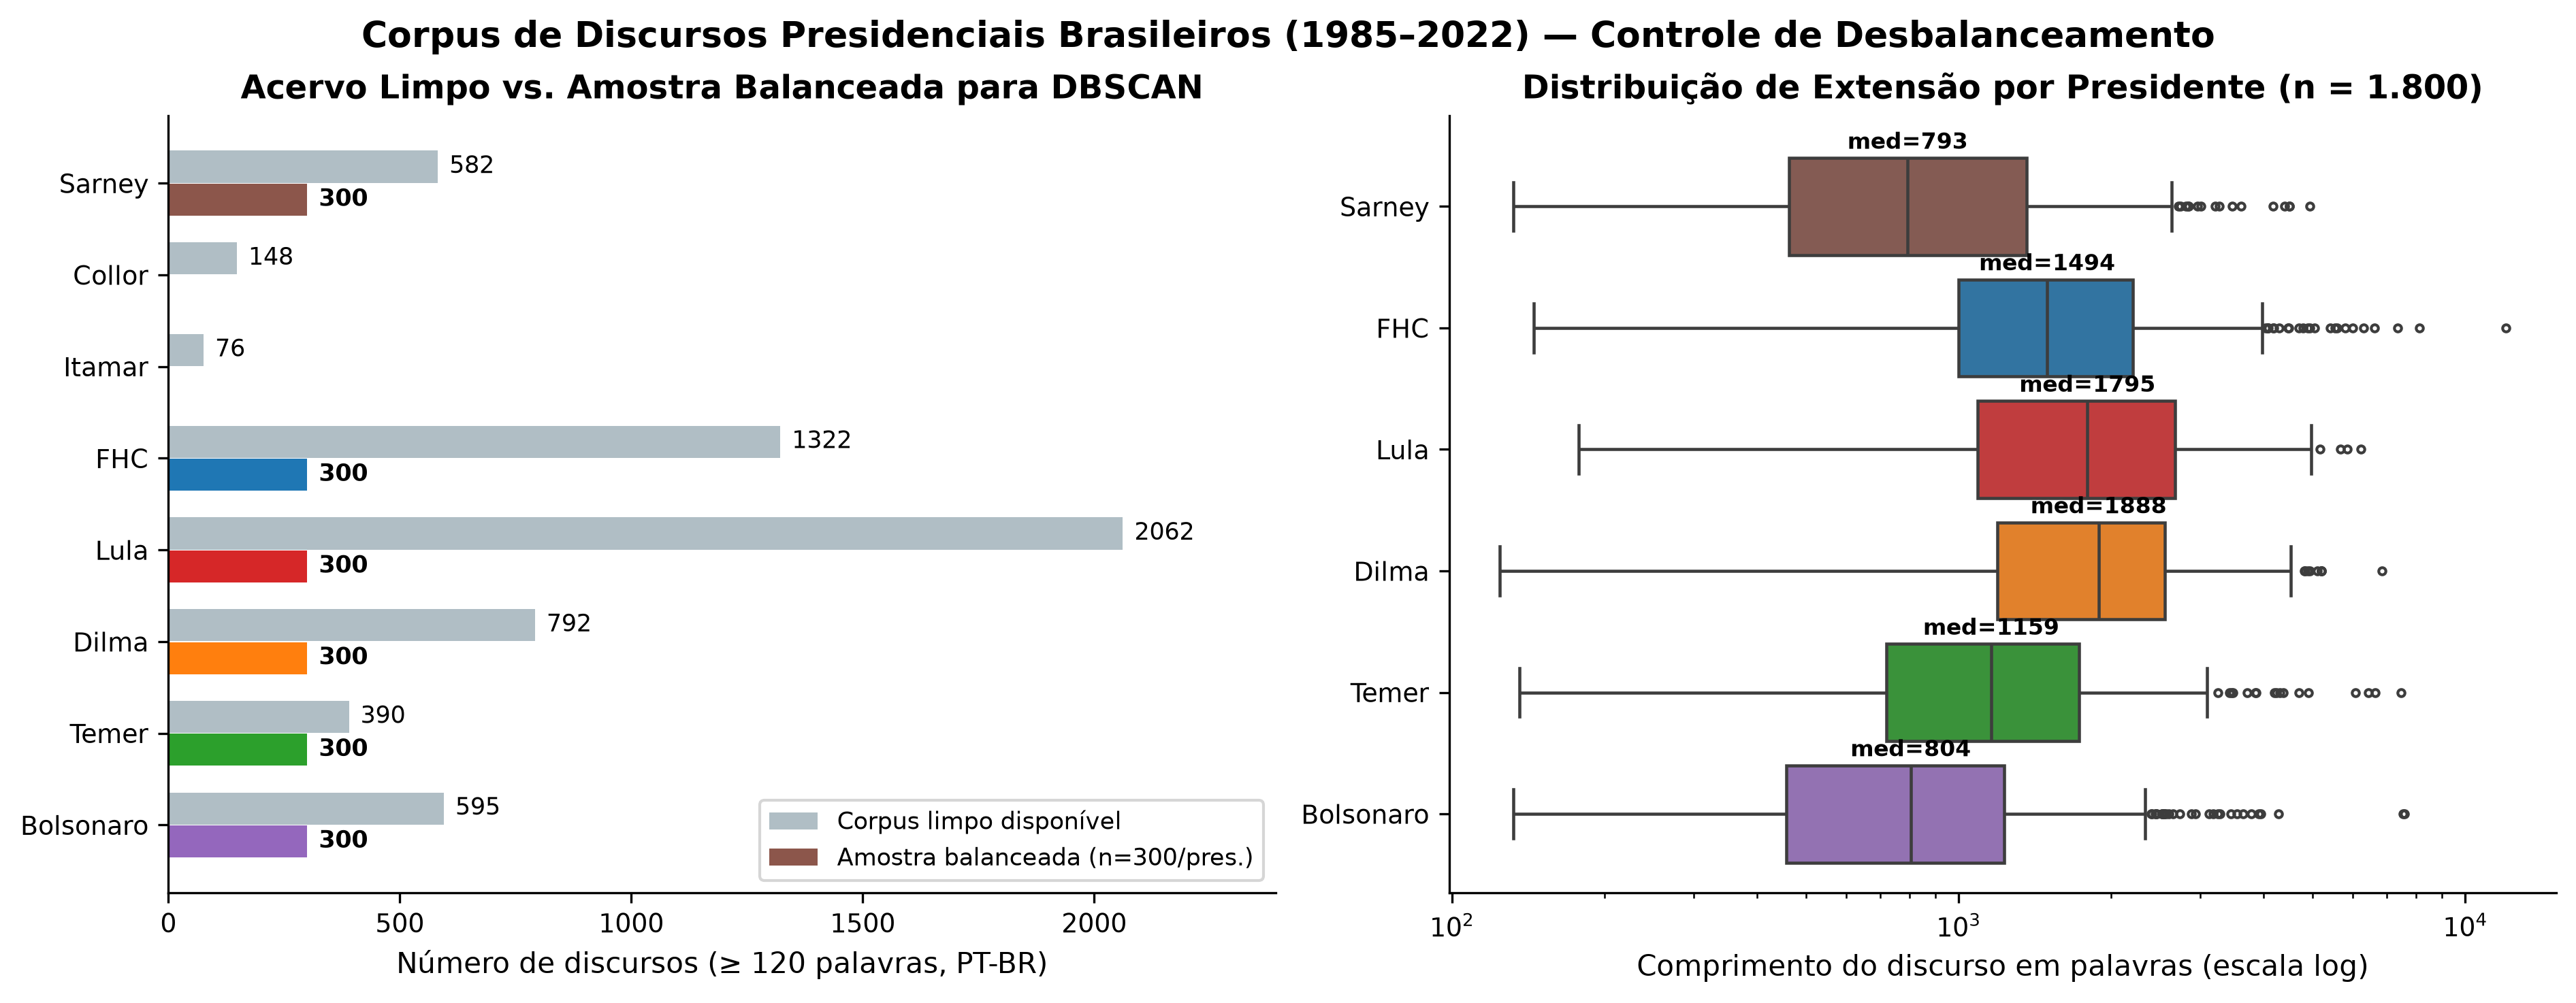 Corpus de Discursos Presidenciais Brasileiros (1985–2022) — Controle de Desbalanceamento
Acervo Limpo vs. Amostra Balanceada para DBSCAN
Sarney
582
300
Collor
148
Itamar
76
FHC
1322
300
Lula
2062
300
Dilma
792
300
Temer
390
300
Bolsonaro
595
300
Corpus limpo disponível
Amostra balanceada (n=300/pres.)
0 500 1000 1500 2000
Número de discursos (≥ 120 palavras, PT-BR)
Distribuição de Extensão por Presidente (n = 1.800)
med=793
Sarney
med=1494
FHC
med=1795
Lula
med=1888
Dilma
med=1159
Temer
med=804
Bolsonaro
10² 10³ 10⁴
Comprimento do discurso em palavras (escala log)